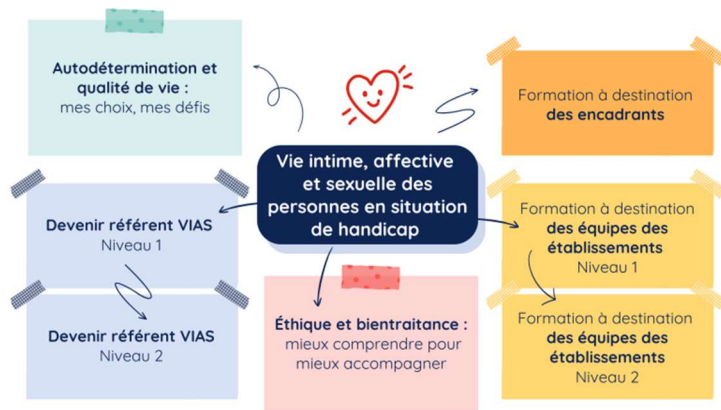 Autodétermination et
qualité de vie :
mes choix, mes défis
Formation à destination
des encadrants
Vie intime, affective
et sexuelle des
personnes en situation
de handicap
Devenir référent VIAS
Niveau 1
Formation à destination
des équipes des
établissements
Niveau 1
Devenir référent VIAS
Niveau 2
Éthique et bientraitance :
mieux comprendre pour
mieux accompagner
Formation à destination
des équipes des
établissements
Niveau 2